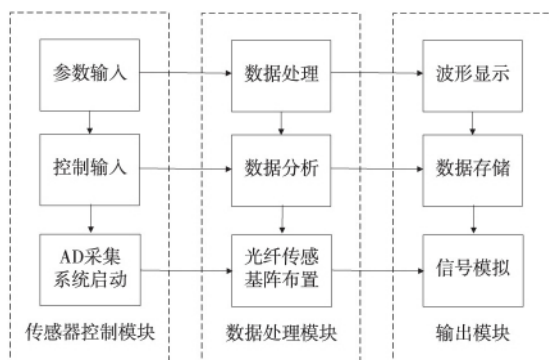 参数输入
数据处理
波形显示
控制输入
数据分析
数据存储
AD采集
系统启动
光纤传感
基阵布置
信号模拟
传感器控制模块
数据处理模块
输出模块